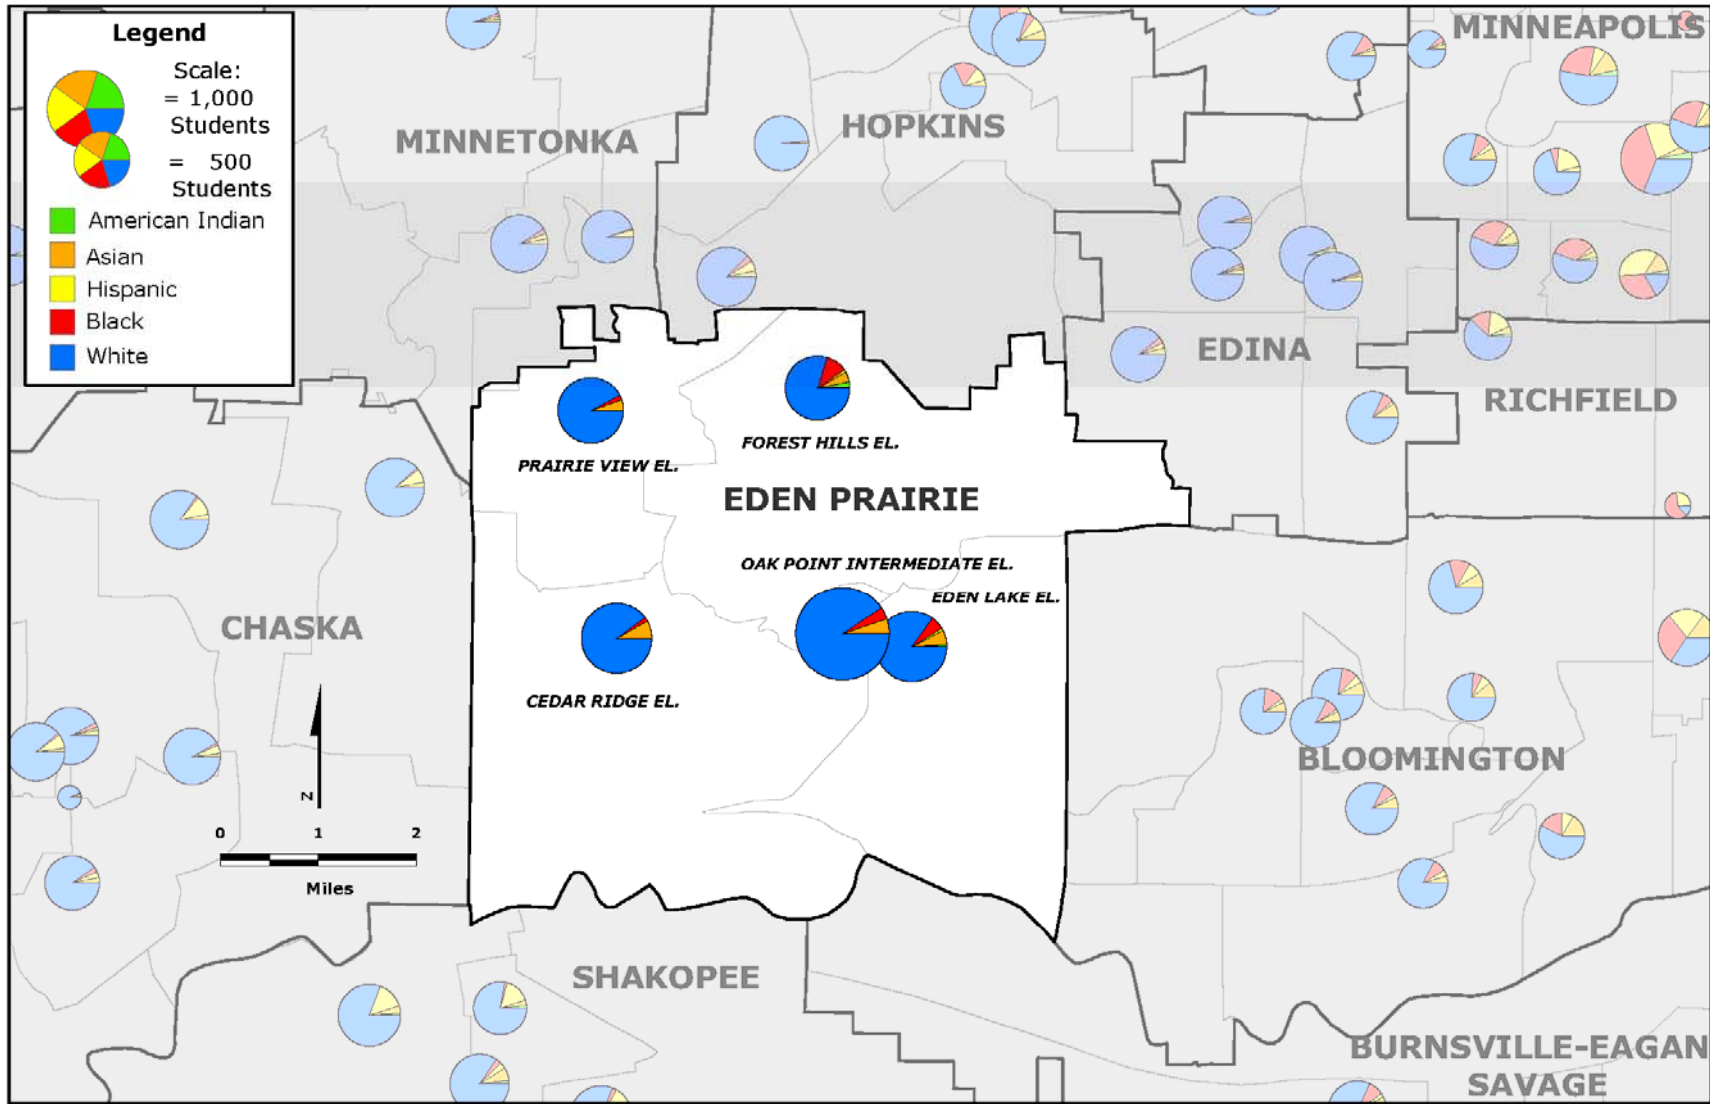 Legend
Scale:
= 1,000
Students
= 500
Students
American Indian
Asian
Hispanic
Black
White
MINNEAPOLIS
MINNETONKA
HOPKINS
EDINA
RICHFIELD
FOREST HILLS EL.
PRAIRIE VIEW EL.
EDEN PRAIRIE
OAK POINT INTERMEDIATE EL.
EDEN LAKE EL.
CHASKA
CEDAR RIDGE EL.
BLOOMINGTON
N
0 1 2
Miles
SHAKOPEE
BURNSVILLE-EAGAN
SAVAGE